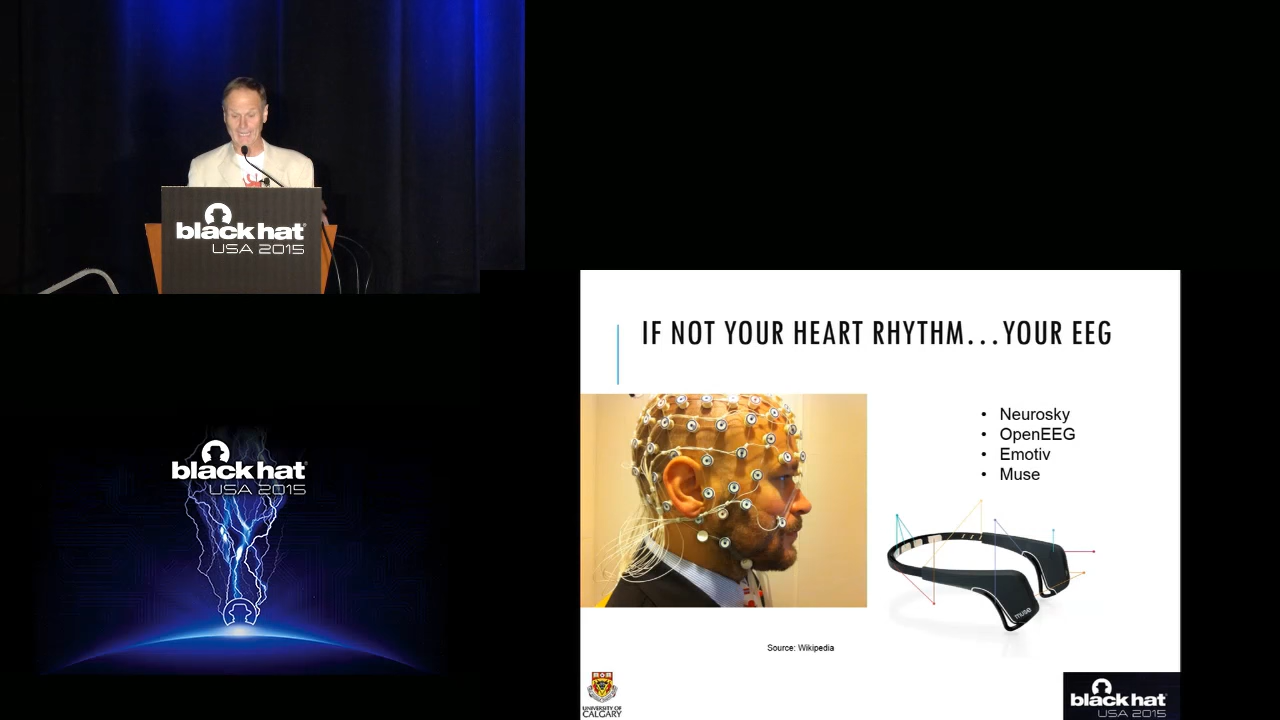 black hat
USA 2015
IF NOT YOUR HEART RHYTHM...YOUR EEG
• Neurosky
• OpenEEG
• Emotiv
• Muse
muse
Source: Wikipedia
black hat
USA 2015
UNIVERSITY OF
CALGARY
black hat
USA 2015